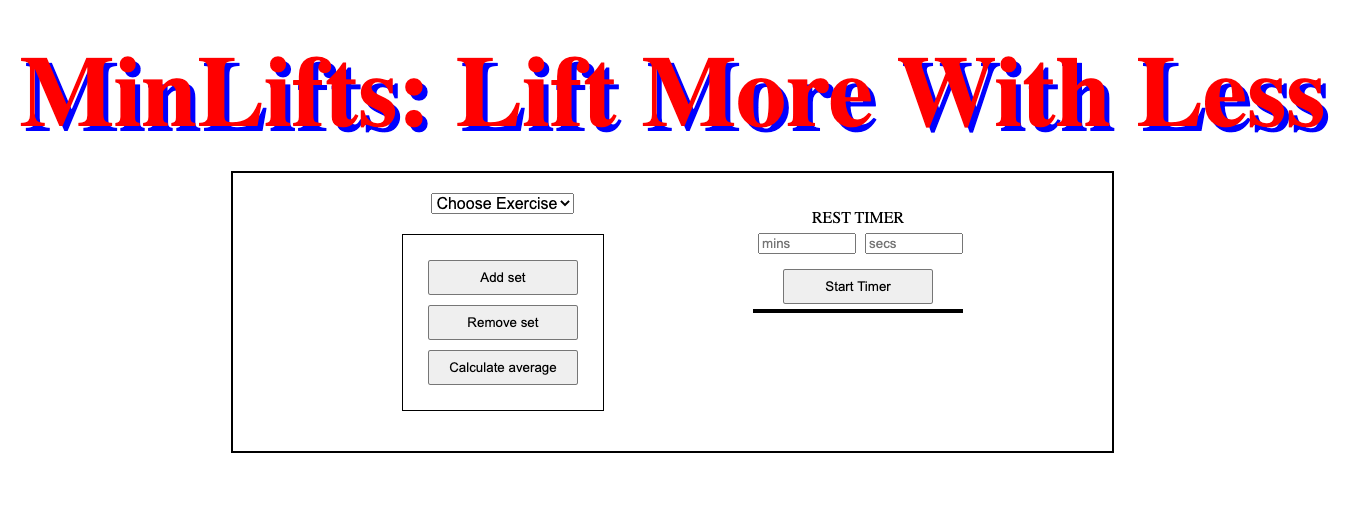 MinLifts: Lift More With Less
Choose Exercise
Add set
Remove set
Calculate average
REST TIMER
mins secs
Start Timer